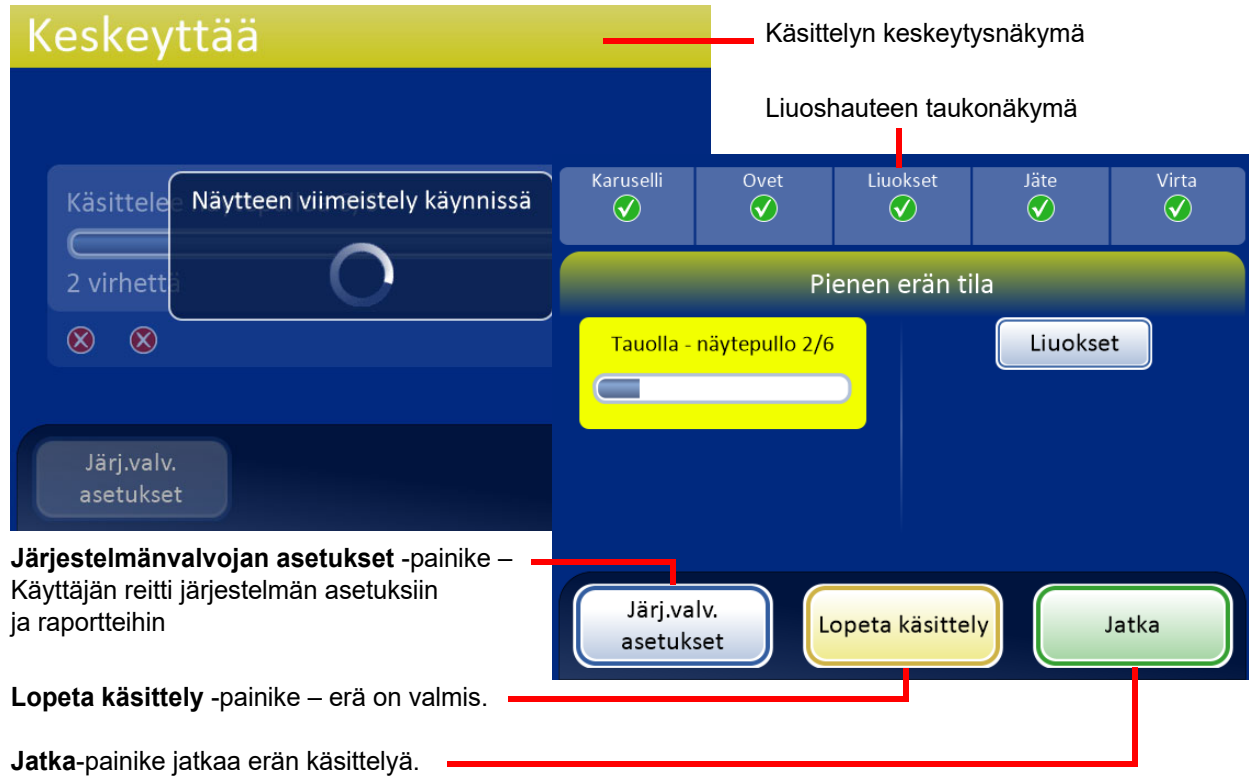 Keskeyttää
Käsittelyn keskeytysnäkymä
Liuoshauteen taukonäkymä
Käsittelee
Näytteen viimeistely käynnissä
2 virhettä
Järj.valv.
asetukset
Karuselli
Ovet
Liuokset
Jäte
Virta
Pienen erän tila
Tauolla - näytepullo 2/6
Liuokset
Järj.valv.
asetukset
Lopeta käsittely
Jatka
Järjestelmänvalvojan asetukset -painike –
Käyttäjän reitti järjestelmän asetuksiin
ja raportteihin
Lopeta käsittely -painike – erä on valmis.
Jatka-painike jatkaa erän käsittelyä.